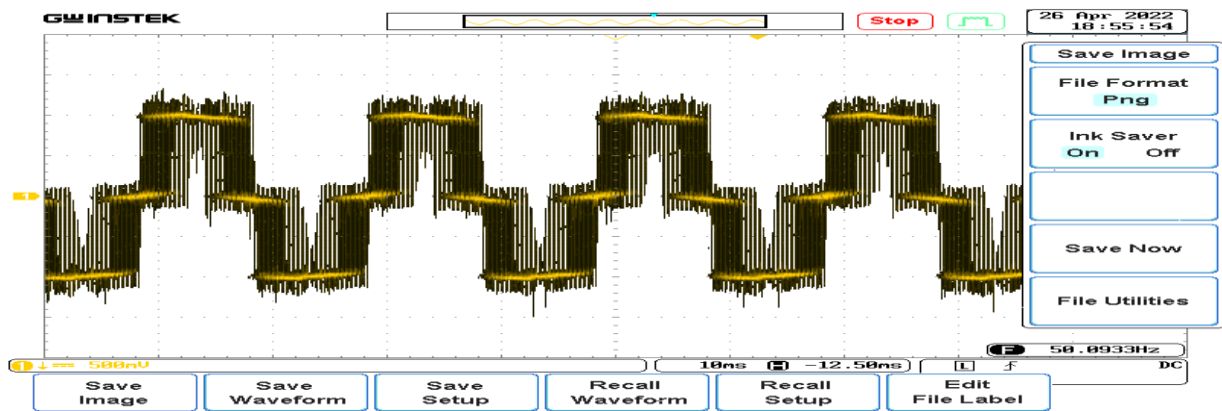 GWINSTEK
Stop
26 Apr 2022
18:55:54
Save Image
File Format
Png
Ink Saver
On Off
Save Now
File Utilities
1
F 50.0933Hz
1 500mV
10ms H -12.50ms
L DC
Save Image
Save Waveform
Save Setup
Recall Waveform
Recall Setup
Edit File Label